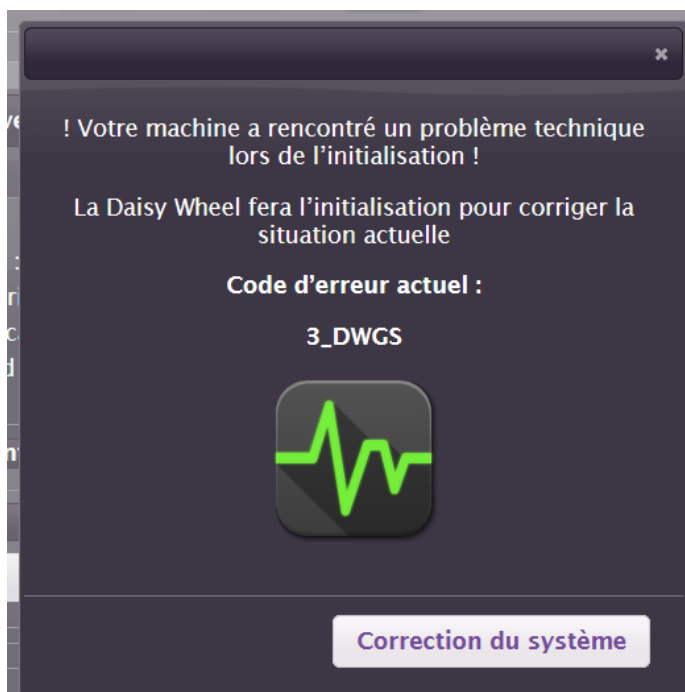 ! Votre machine a rencontré un problème technique
lors de l’initialisation !
La Daisy Wheel fera l’initialisation pour corriger la
situation actuelle
Code d’erreur actuel :
3_DWGS
Correction du système